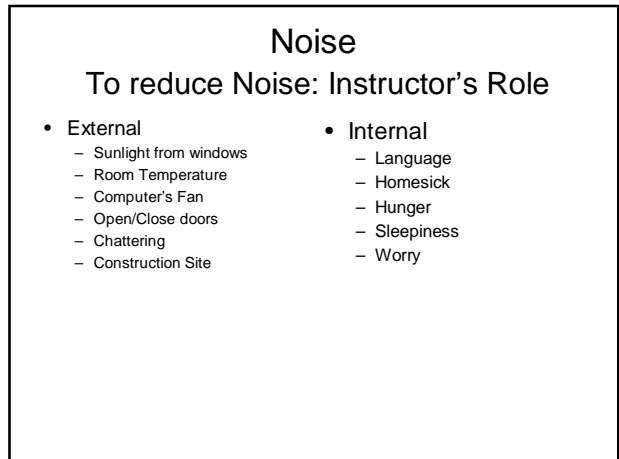 Noise
To reduce Noise: Instructor's Role
• External
– Sunlight from windows
– Room Temperature
– Computer's Fan
– Open/Close doors
– Chattering
– Construction Site
• Internal
– Language
– Homesick
– Hunger
– Sleepiness
– Worry